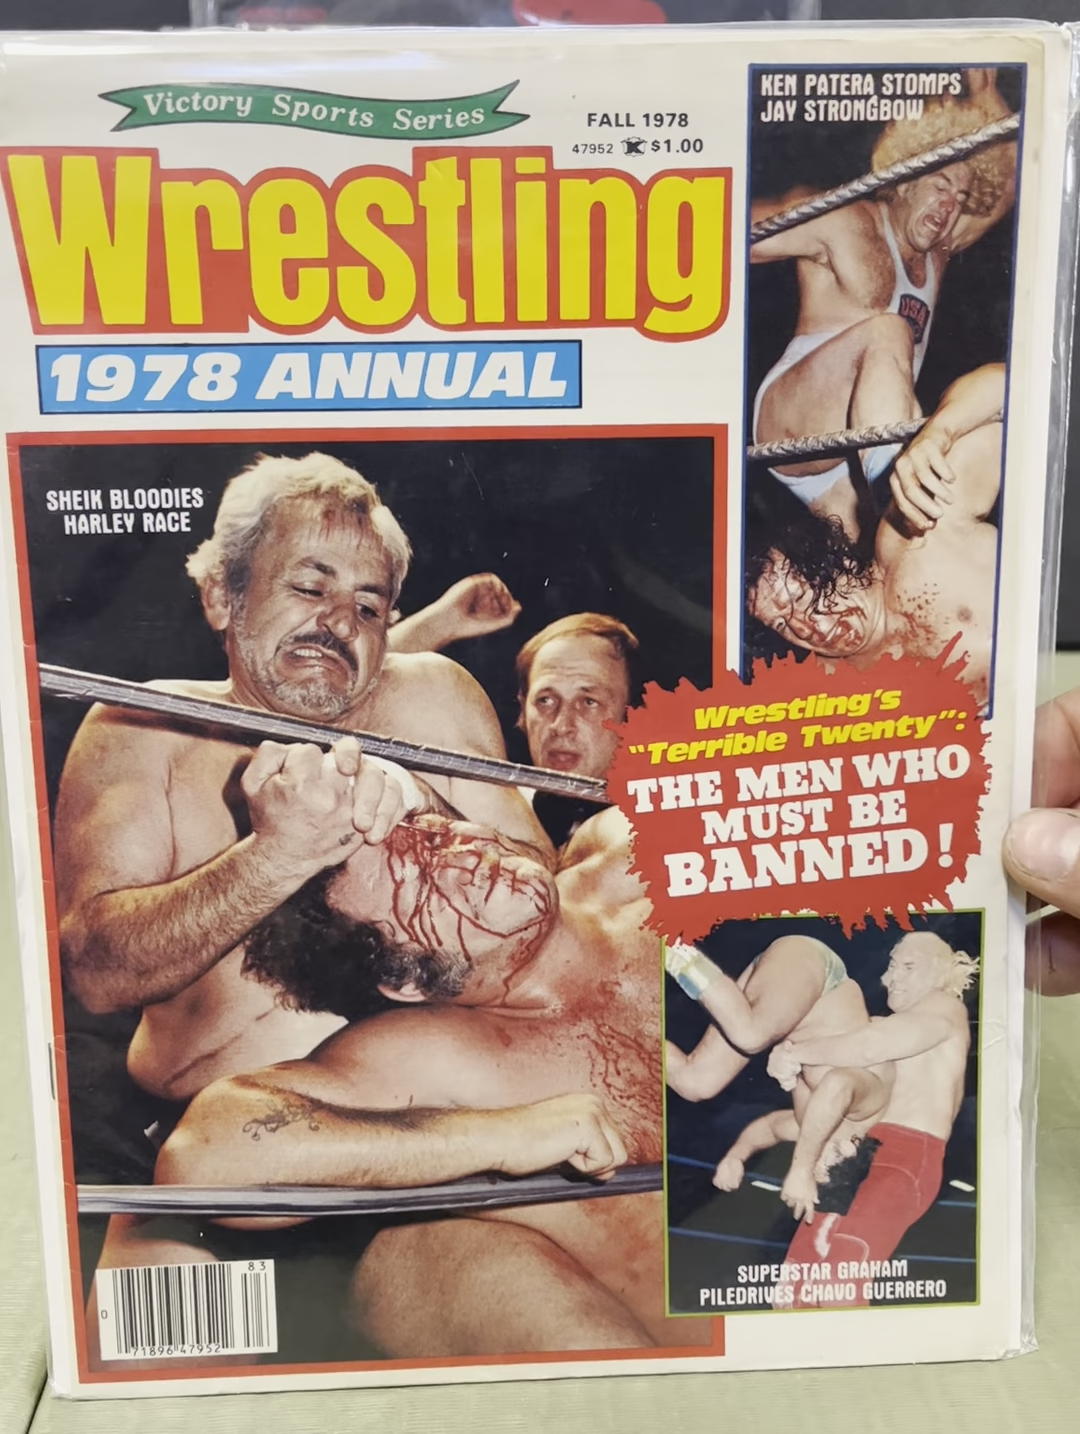 Victory Sports Series
FALL 1978
47952 K $1.00
Wrestling
1978 ANNUAL
KEN PATERA STOMPS
JAY STRONGBOW
USA
SHEIK BLOODIES
HARLEY RACE
Wrestling's
"Terrible Twenty":
THE MEN WHO
MUST BE
BANNED!
SUPERSTAR GRAHAM
PILEDRIVES CHAVO GUERRERO
83
0
71896 47952